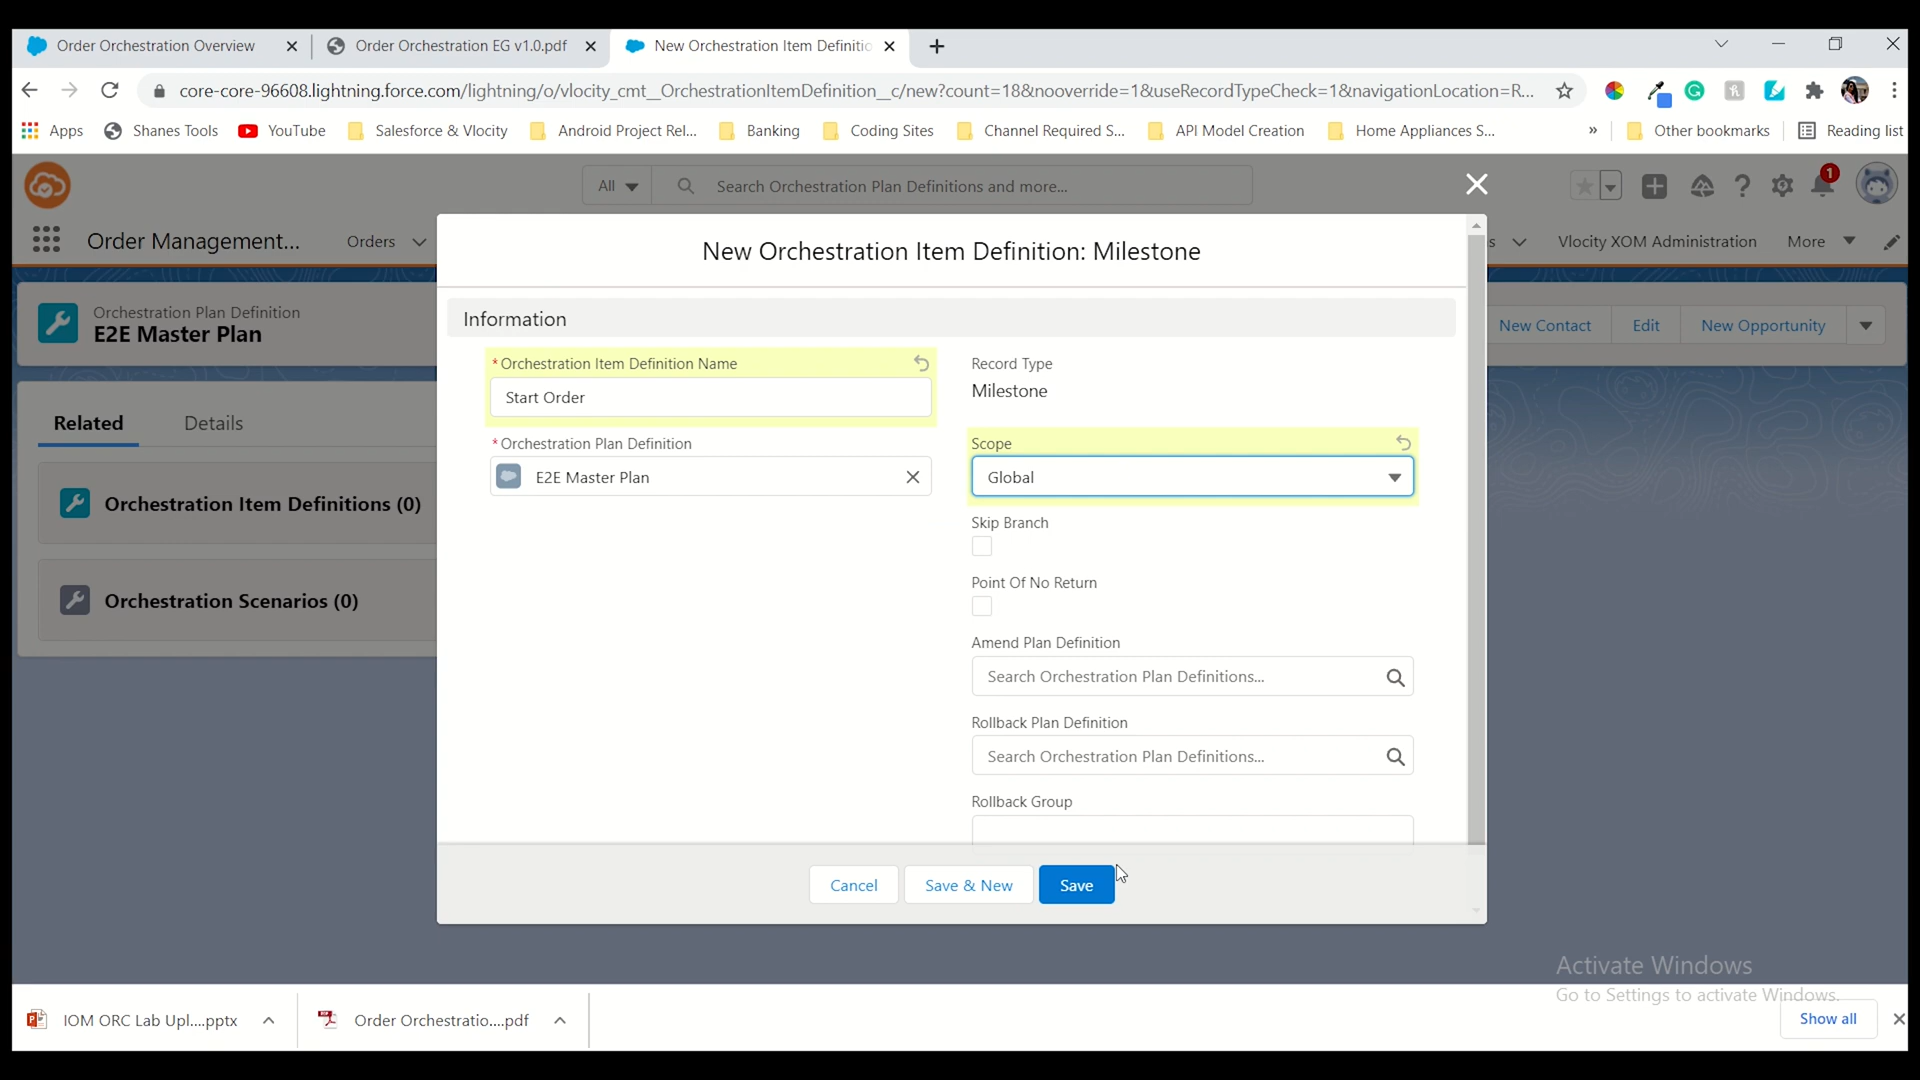 Order Orchestration Overview
Order Orchestration EG v1.0.pdf
New Orchestration Item Definitio
core-core-96608.lightning.force.com/lightning/o/vlocity_cmt__OrchestrationItemDefinition__c/new?count=18&nooverride=1&useRecordTypeCheck=1&navigationLocation=R...
Apps
Shanes Tools
YouTube
Salesforce & Vlocity
Android Project Rel...
Banking
Coding Sites
Channel Required S...
API Model Creation
Home Appliances S...
»
Other bookmarks
Reading list
All
Search Orchestration Plan Definitions and more...
1
Order Management...
Orders
s
Vlocity XOM Administration
More
New Orchestration Item Definition: Milestone
Orchestration Plan Definition
E2E Master Plan
New Contact
Edit
New Opportunity
Information
*Orchestration Item Definition Name
Start Order
Record Type
Milestone
Related
Details
*Orchestration Plan Definition
E2E Master Plan
Scope
Global
Orchestration Item Definitions (0)
Skip Branch
Point Of No Return
Orchestration Scenarios (0)
Amend Plan Definition
Search Orchestration Plan Definitions...
Rollback Plan Definition
Search Orchestration Plan Definitions...
Rollback Group
Cancel
Save & New
Save
Activate Windows
Go to Settings to activate Windows.
IOM ORC Lab Upl....pptx
Order Orchestratio....pdf
Show all